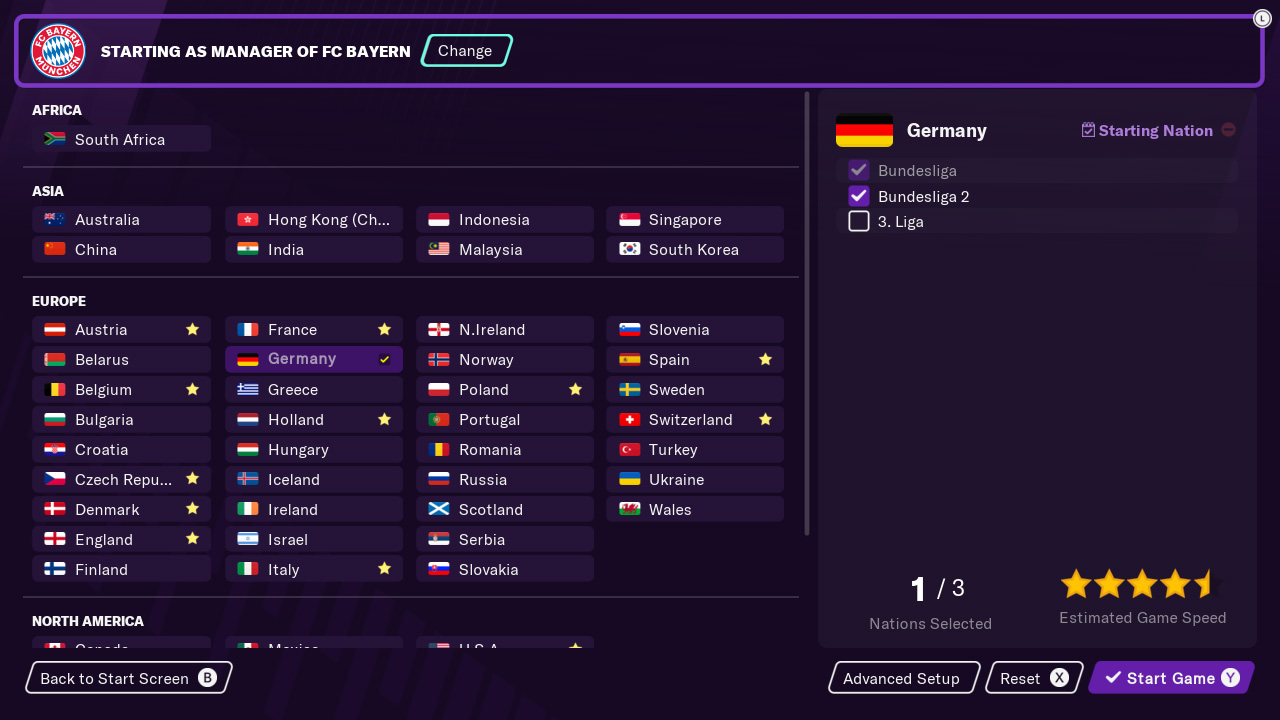 FC BAYERN
MÜNCHEN
STARTING AS MANAGER OF FC BAYERN
Change
L
AFRICA
South Africa
ASIA
Australia
Hong Kong (Ch...
Indonesia
Singapore
China
India
Malaysia
South Korea
EUROPE
Austria
France
N.Ireland
Slovenia
Belarus
Germany
Norway
Spain
Belgium
Greece
Poland
Sweden
Bulgaria
Holland
Portugal
Switzerland
Croatia
Hungary
Romania
Turkey
Czech Repu...
Iceland
Russia
Ukraine
Denmark
Ireland
Scotland
Wales
England
Israel
Serbia
Finland
Italy
Slovakia
NORTH AMERICA
Canada
Mexico
U.S.A.
Germany
Starting Nation
Bundesliga
Bundesliga 2
3. Liga
1 / 3
Nations Selected
Estimated Game Speed
Back to Start Screen B
Advanced Setup
Reset X
Start Game Y